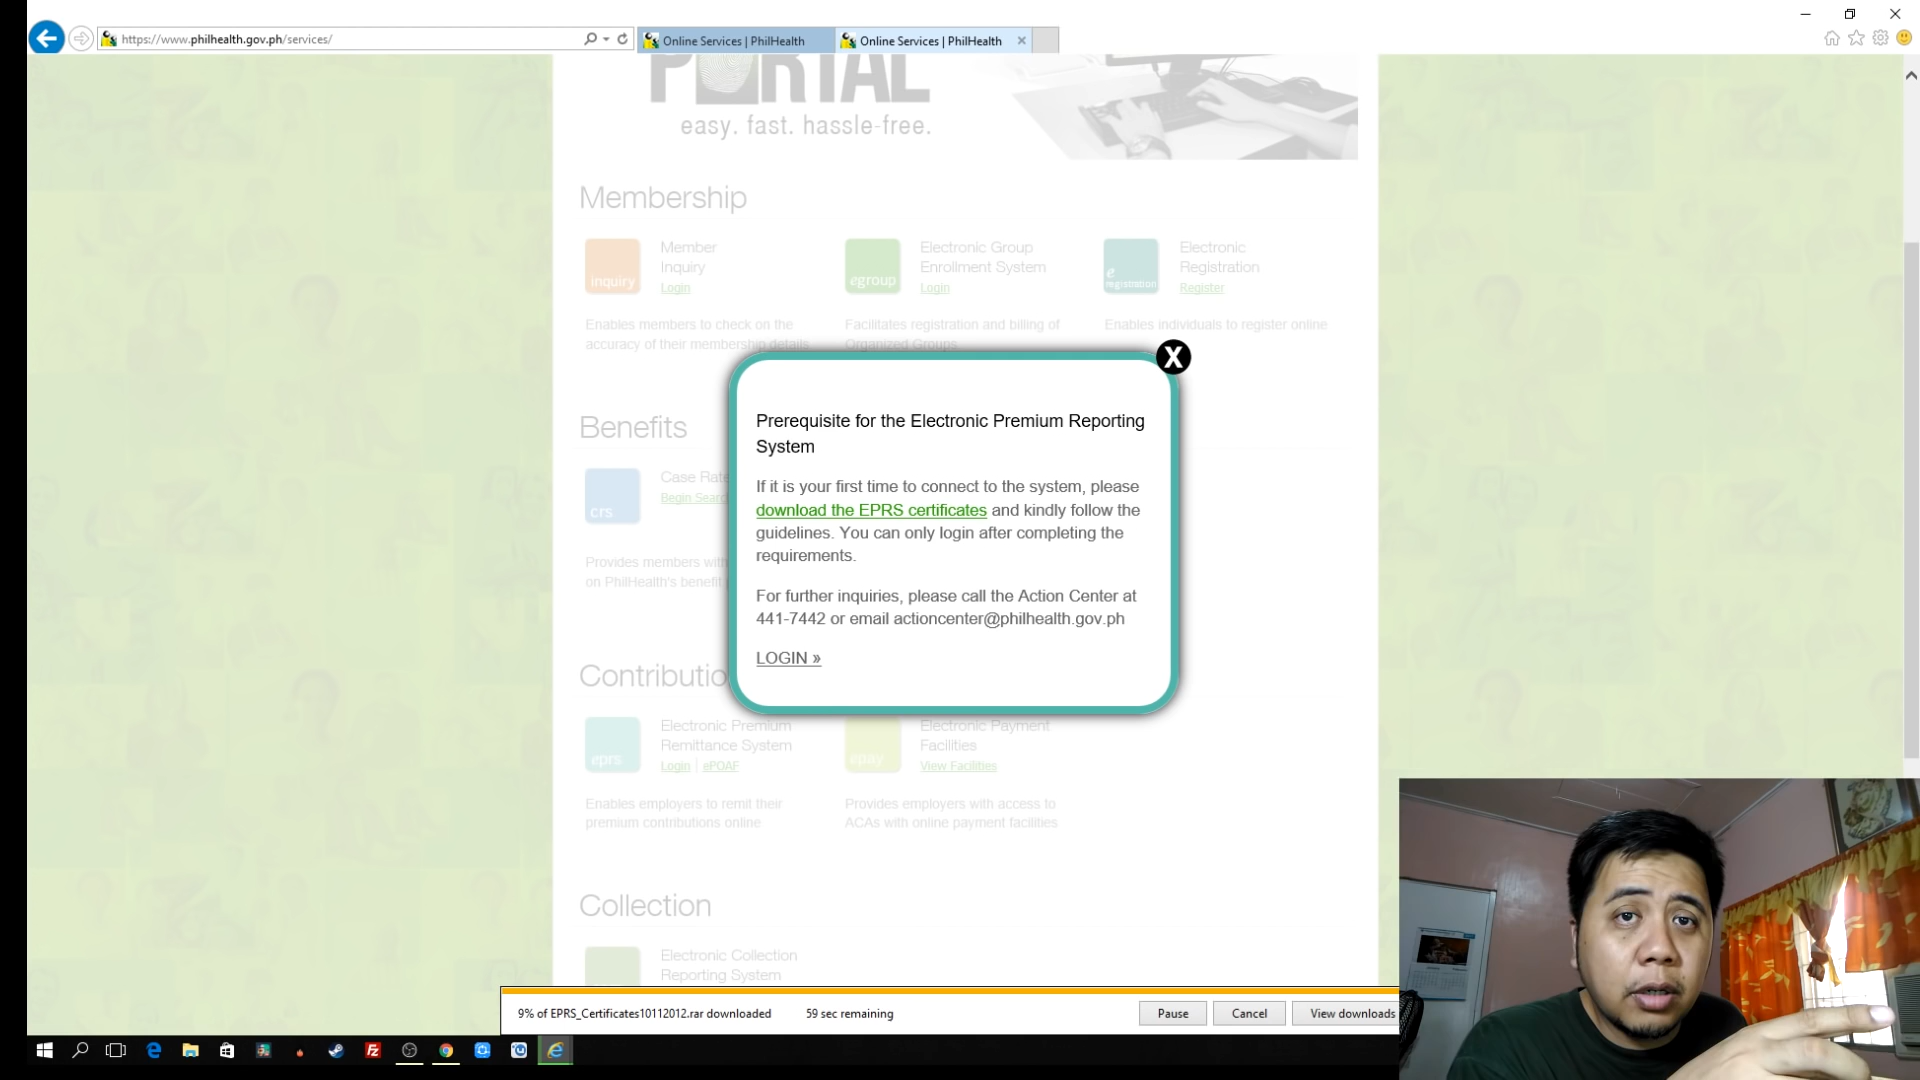 https://www.philhealth.gov.ph/services/
Online Services | PhilHealth
Online Services | PhilHealth
PORTAL
easy. fast. hassle-free.
Membership
inquiry
Member
Inquiry
Login
Enables members to check on the
accuracy of their membership details
egroup
Electronic Group
Enrollment System
Login
Facilitates registration and billing of
Organized Groups
e
registration
Electronic
Registration
Register
Enables individuals to register online
X
Prerequisite for the Electronic Premium Reporting
System
If it is your first time to connect to the system, please
download the EPRS certificates and kindly follow the
guidelines. You can only login after completing the
requirements.
For further inquiries, please call the Action Center at
441-7442 or email actioncenter@philhealth.gov.ph
LOGIN »
Benefits
crs
Case Rate
Begin Search
Provides members with
on PhilHealth's benefit
Contributio
eprs
Electronic Premium
Remittance System
Login | ePOAF
Enables employers to remit their
premium contributions online
epay
Electronic Payment
Facilities
View Facilities
Provides employers with access to
ACAs with online payment facilities
Collection
Electronic Collection
Reporting System
9% of EPRS_Certificates10112012.rar downloaded
59 sec remaining
Pause
Cancel
View downloads